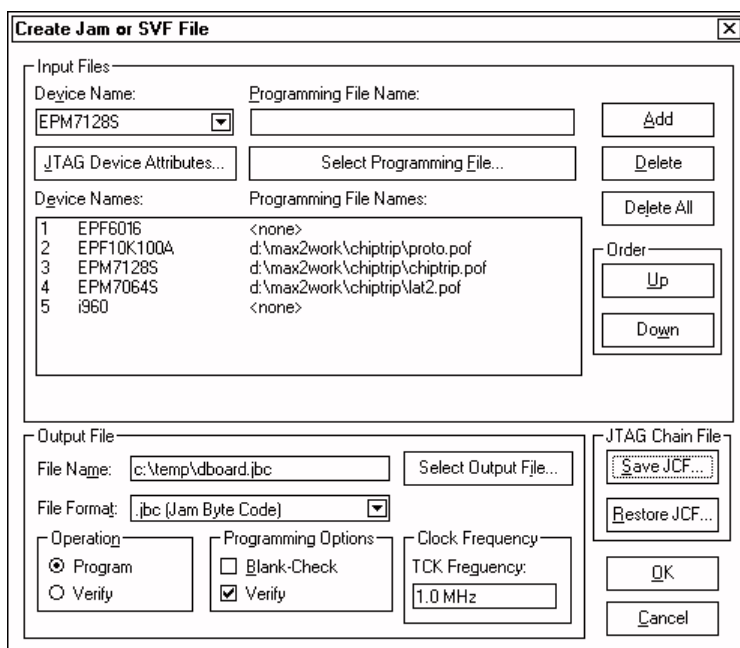 Create Jam or SVF File
Input Files
Device Name:
Programming File Name:
EPM7128S
Add
JTAG Device Attributes...
Select Programming File...
Delete
Device Names:
Programming File Names:
Delete All
1 EPF6016 <none>
2 EPF10K100A d:\max2work\chiptrip\proto.pof
3 EPM7128S d:\max2work\chiptrip\chiptrip.pof
4 EPM7064S d:\max2work\chiptrip\lat2.pof
5 i960 <none>
Order
Up
Down
Output File
File Name: c:\temp\dboard.jbc
Select Output File...
File Format: .jbc (Jam Byte Code)
Operation
Program
Verify
Programming Options
Blank-Check
Verify
Clock Frequency
TCK Freguency:
1.0 MHz
JTAG Chain File
Save JCF...
Restore JCF...
OK
Cancel